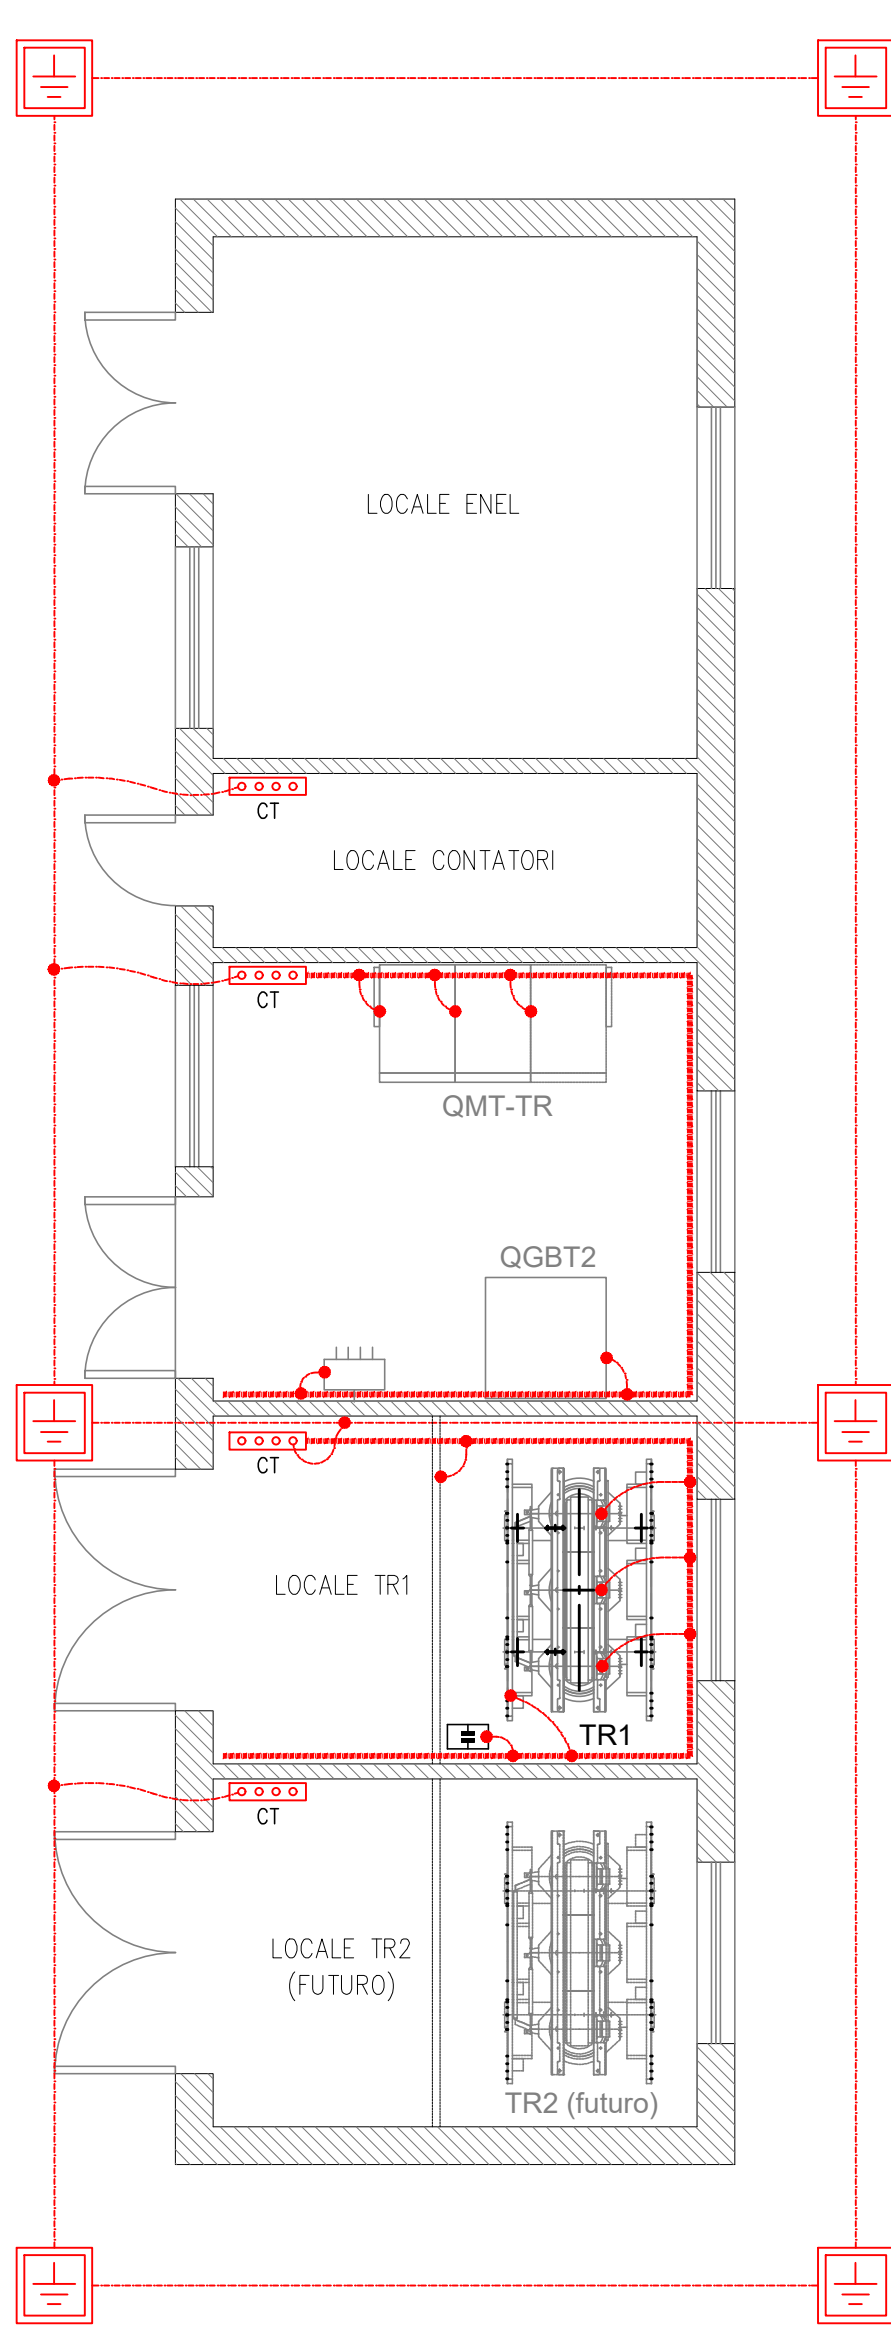 LOCALE ENEL
CT
LOCALE CONTATORI
CT
QMT-TR
QGBT2
CT
LOCALE TR1
TR1
CT
LOCALE TR2
(FUTURO)
TR2 (futuro)